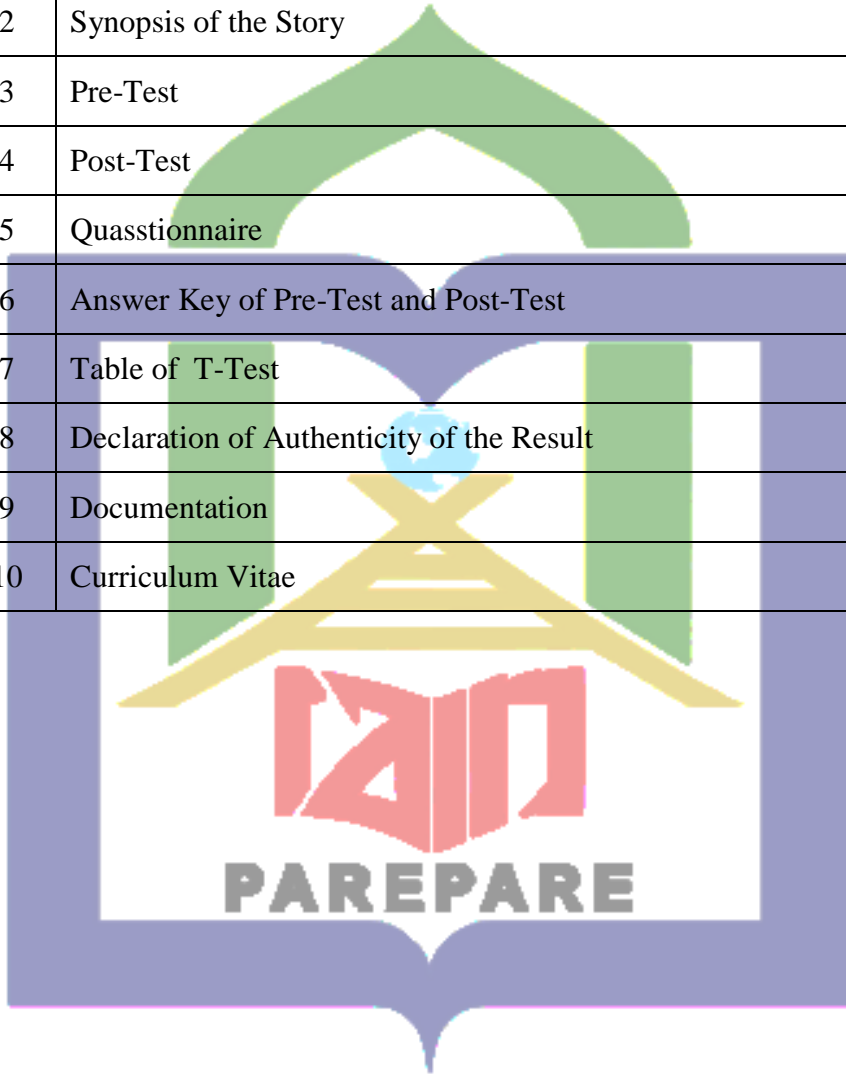 2 Synopsis of the Story
3 Pre-Test
4 Post-Test
5 Quasstionnaire
6 Answer Key of Pre-Test and Post-Test
7 Table of T-Test
8 Declaration of Authenticity of the Result
9 Documentation
10 Curriculum Vitae
iain
PAREPARE